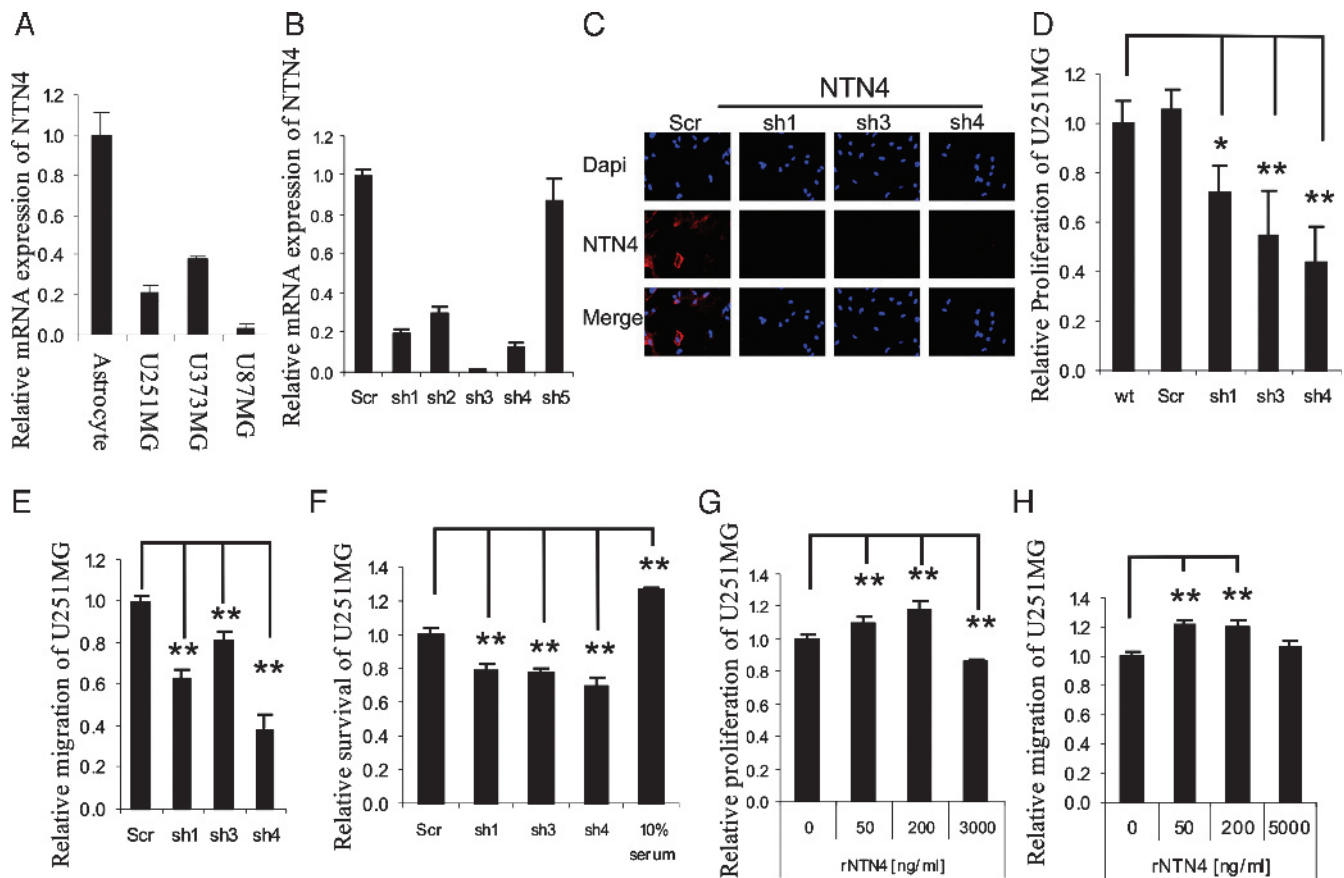 A
Relative mRNA expression of NTN4
1.2
1.0
0.8
0.6
0.4
0.2
0.0
Astrocyte
U251MG
U373MG
U87MG
B
Relative mRNA expression of NTN4
1.2
1.0
0.8
0.6
0.4
0.2
0.0
Scr sh1 sh2 sh3 sh4 sh5
C
NTN4
Scr sh1 sh3 sh4
Dapi
NTN4
Merge
D
Relative Proliferation of U251MG
1.2
1.0
0.8
0.6
0.4
0.2
0.0
* ** **
wt Scr sh1 sh3 sh4
E
Relative migration of U251MG
1.2
1.0
0.8
0.6
0.4
0.2
0.0
** ** **
Scr sh1 sh3 sh4
F
Relative survival of U251MG
1.6
1.4
1.2
1.0
0.8
0.6
0.4
0.2
0.0
** ** ** **
Scr sh1 sh3 sh4 10%
serum
G
Relative proliferation of U251MG
1.4
1.2
1.0
0.8
0.6
0.4
0.2
0.0
** ** **
0 50 200 3000
rNTN4 [ng/ml]
H
Relative migration of U251MG
1.6
1.4
1.2
1.0
0.8
0.6
0.4
0.2
0.0
** **
0 50 200 5000
rNTN4 [ng/ml]